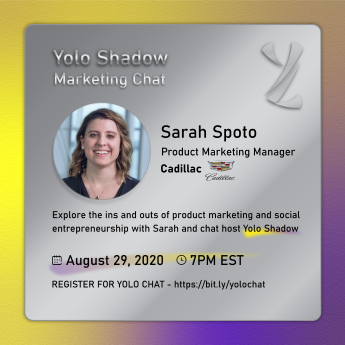 Yolo Shadow
Marketing Chat
Sarah Spoto
Product Marketing Manager
Cadillac Cadillac
Explore the ins and outs of product marketing and social
entrepreneurship with Sarah and chat host Yolo Shadow
August 29, 2020 7PM EST
REGISTER FOR YOLO CHAT - https://bit.ly/yolochat